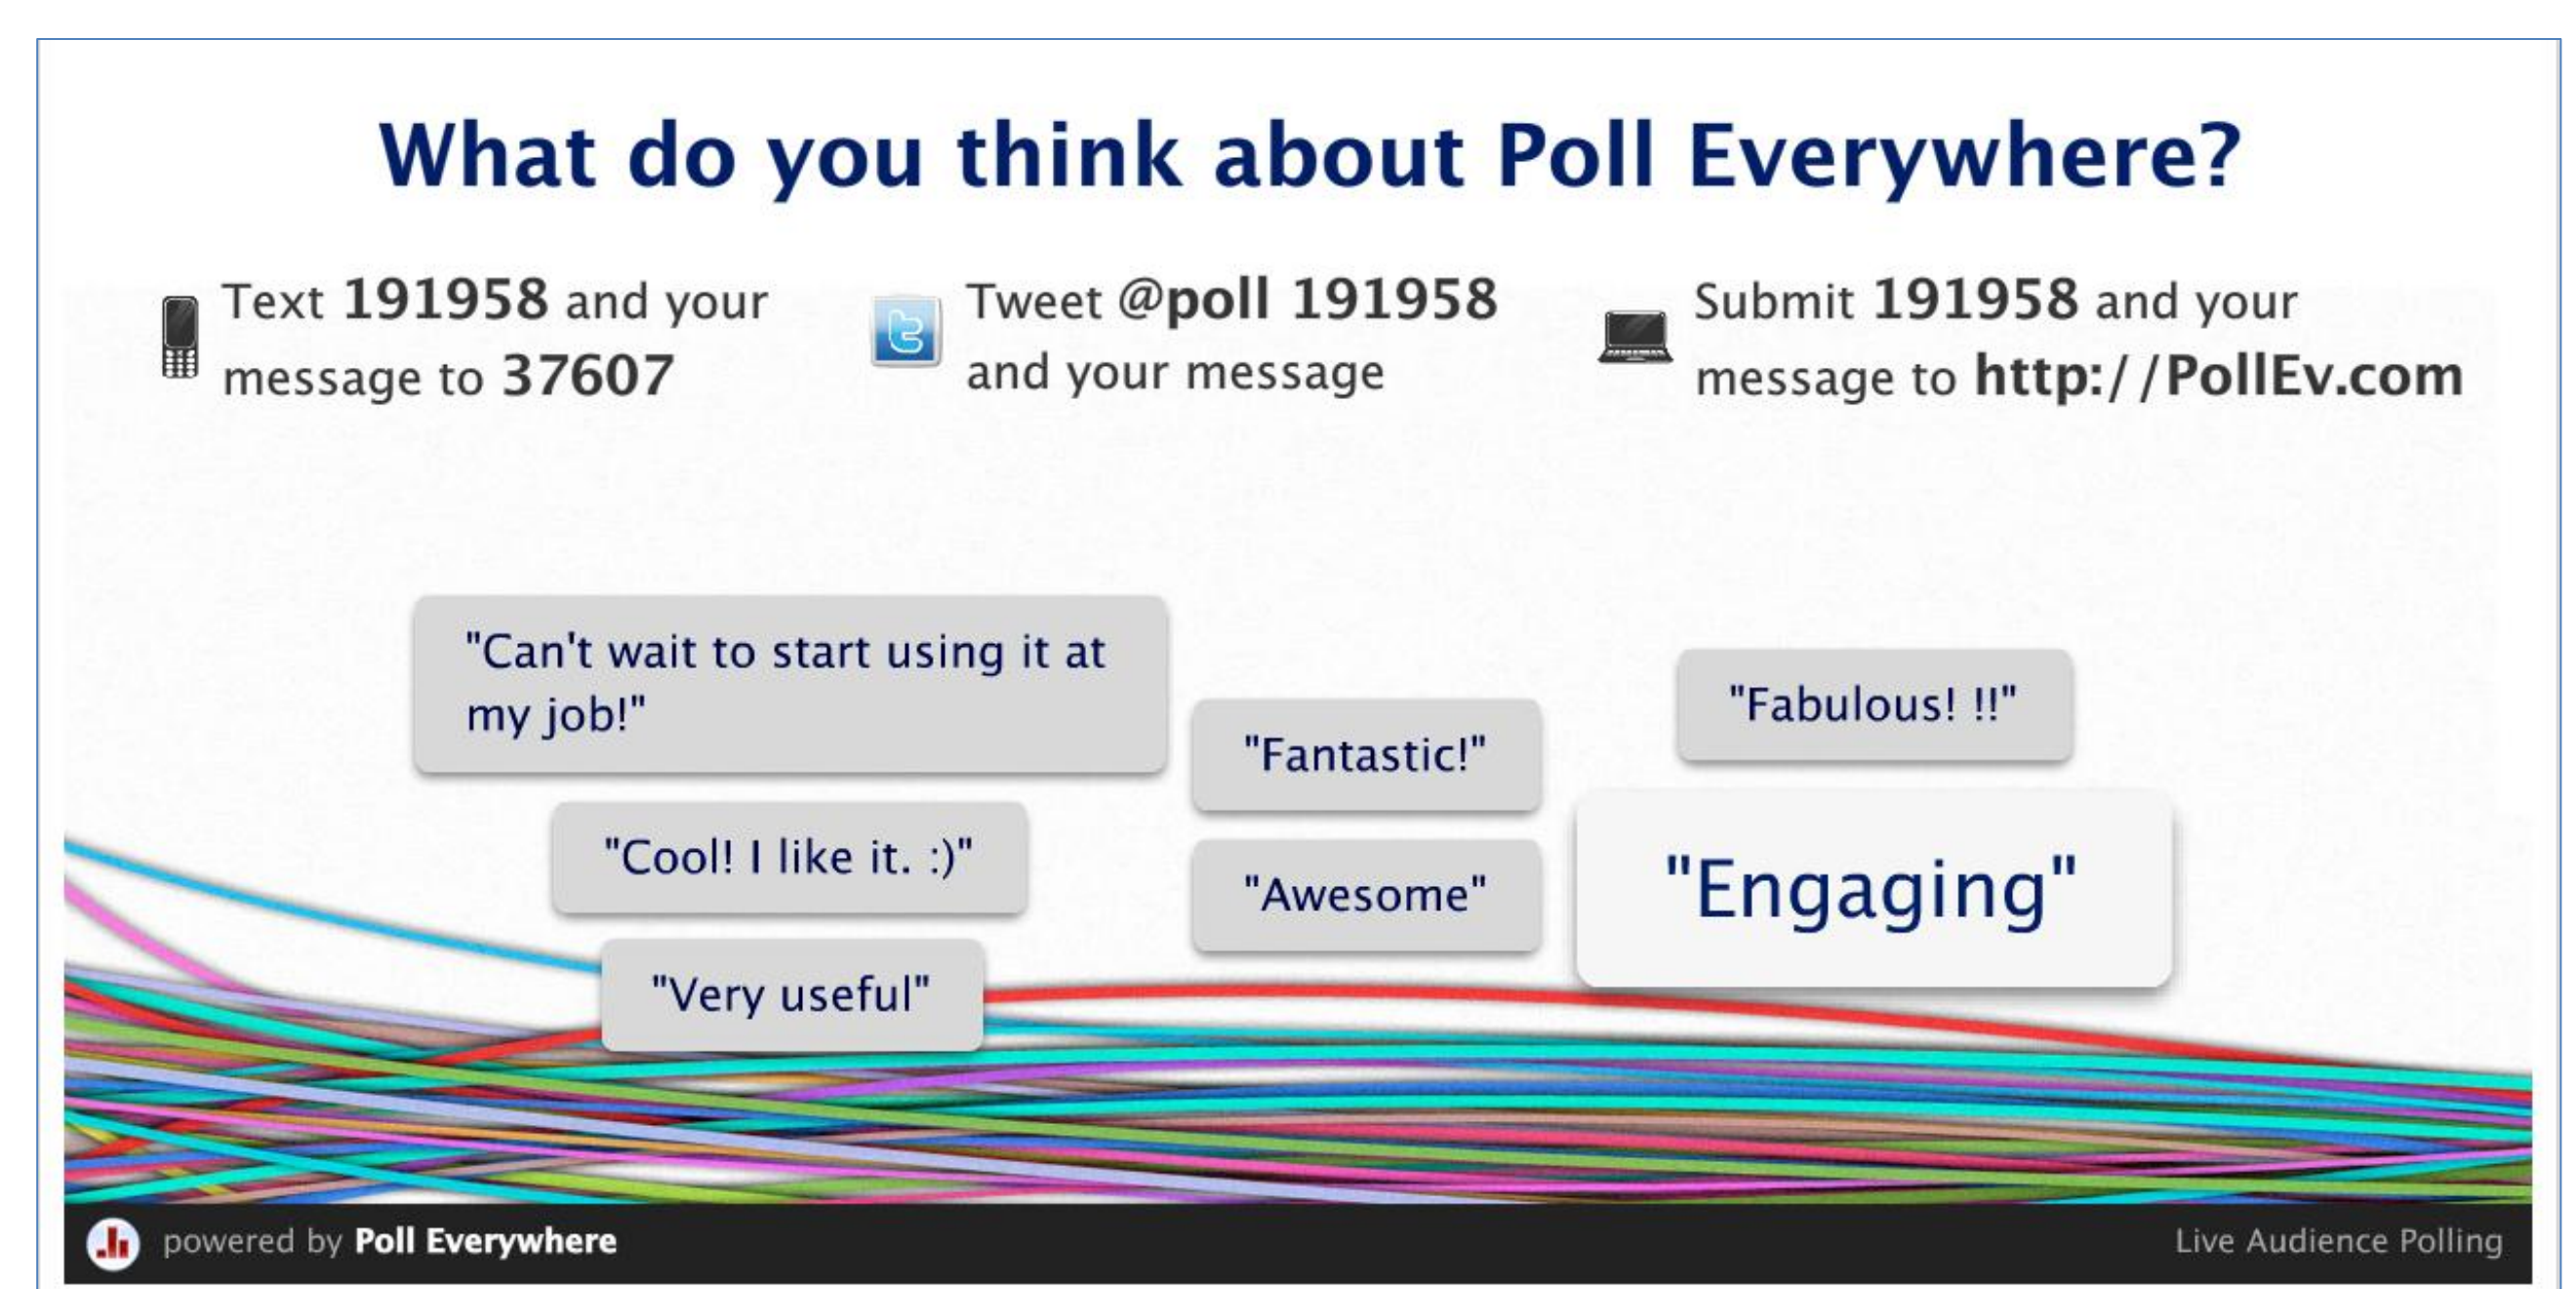 What do you think about Poll Everywhere?
Text 191958 and your
message to 37607
Tweet @poll 191958
and your message
Submit 191958 and your
message to http://PollEv.com
"Can't wait to start using it at
my job!"
"Cool! I like it. :)"
"Very useful"
"Fantastic!"
"Awesome"
"Fabulous! !!"
"Engaging"
powered by Poll Everywhere
Live Audience Polling